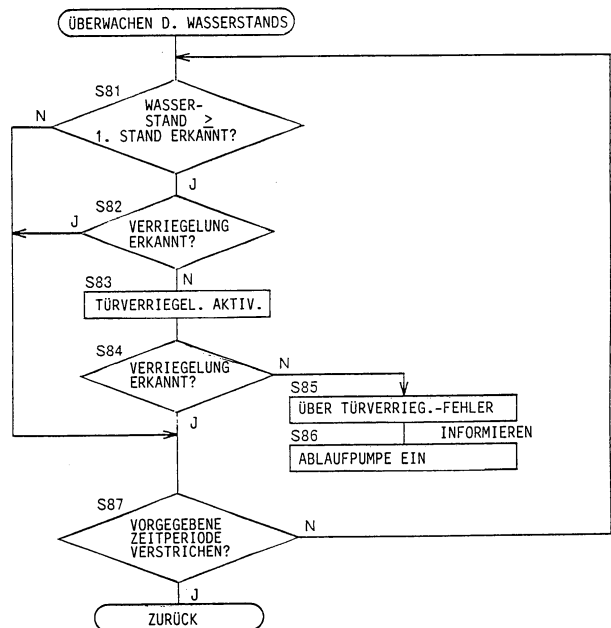 ÜBERWACHEN D. WASSERSTANDS
S81
N
WASSER-
STAND ≥
1. STAND ERKANNT?
J
S82
J
VERRIEGELUNG
ERKANNT?
N
S83
TÜRVERRIEGEL. AKTIV.
S84
VERRIEGELUNG
ERKANNT?
N
J
S85
ÜBER TÜRVERRIEG.-FEHLER
INFORMIEREN
S86
ABLAUFPUMPE EIN
S87
VORGEGEBENE
ZEITPERIODE
VERSTRICHEN?
N
J
ZURÜCK